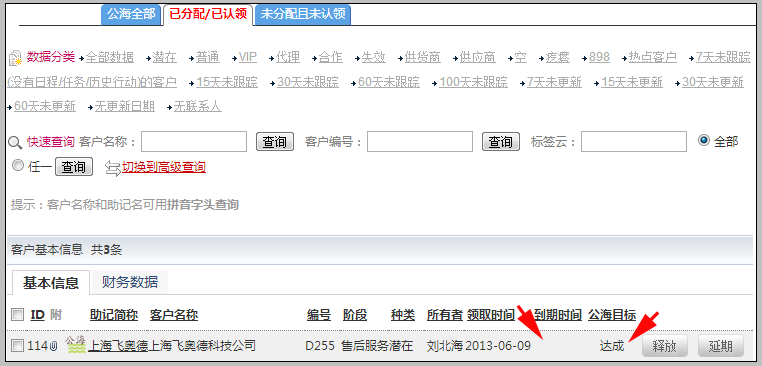 公海全部 已分配/已认领 未分配且未认领
数据分类 全部数据 潜在 普通 VIP 代理 合作 失效 供货商 供应商 空 疙瘩 898 热点客户 7天未跟踪
(没有日程/任务/历史行动)的客户 15天未跟踪 30天未跟踪 60天未跟踪 100天未跟踪 7天未更新 15天未更新 30天未更新
60天未更新 无更新日期 无联系人
快速查询 客户名称： 查询 客户编号： 查询 标签云： 全部
任一 查询 切换到高级查询
提示：客户名称和助记名可用拼音字头查询
客户基本信息 共3条
基本信息 财务数据
ID 附 助记简称 客户名称 编号 阶段 种类 所有者 领取时间 到期时间 公海目标
114 公海 上海飞奥德 上海飞奥德科技公司 D255 售后服务 潜在 刘北海 2013-06-09 达成 释放 延期